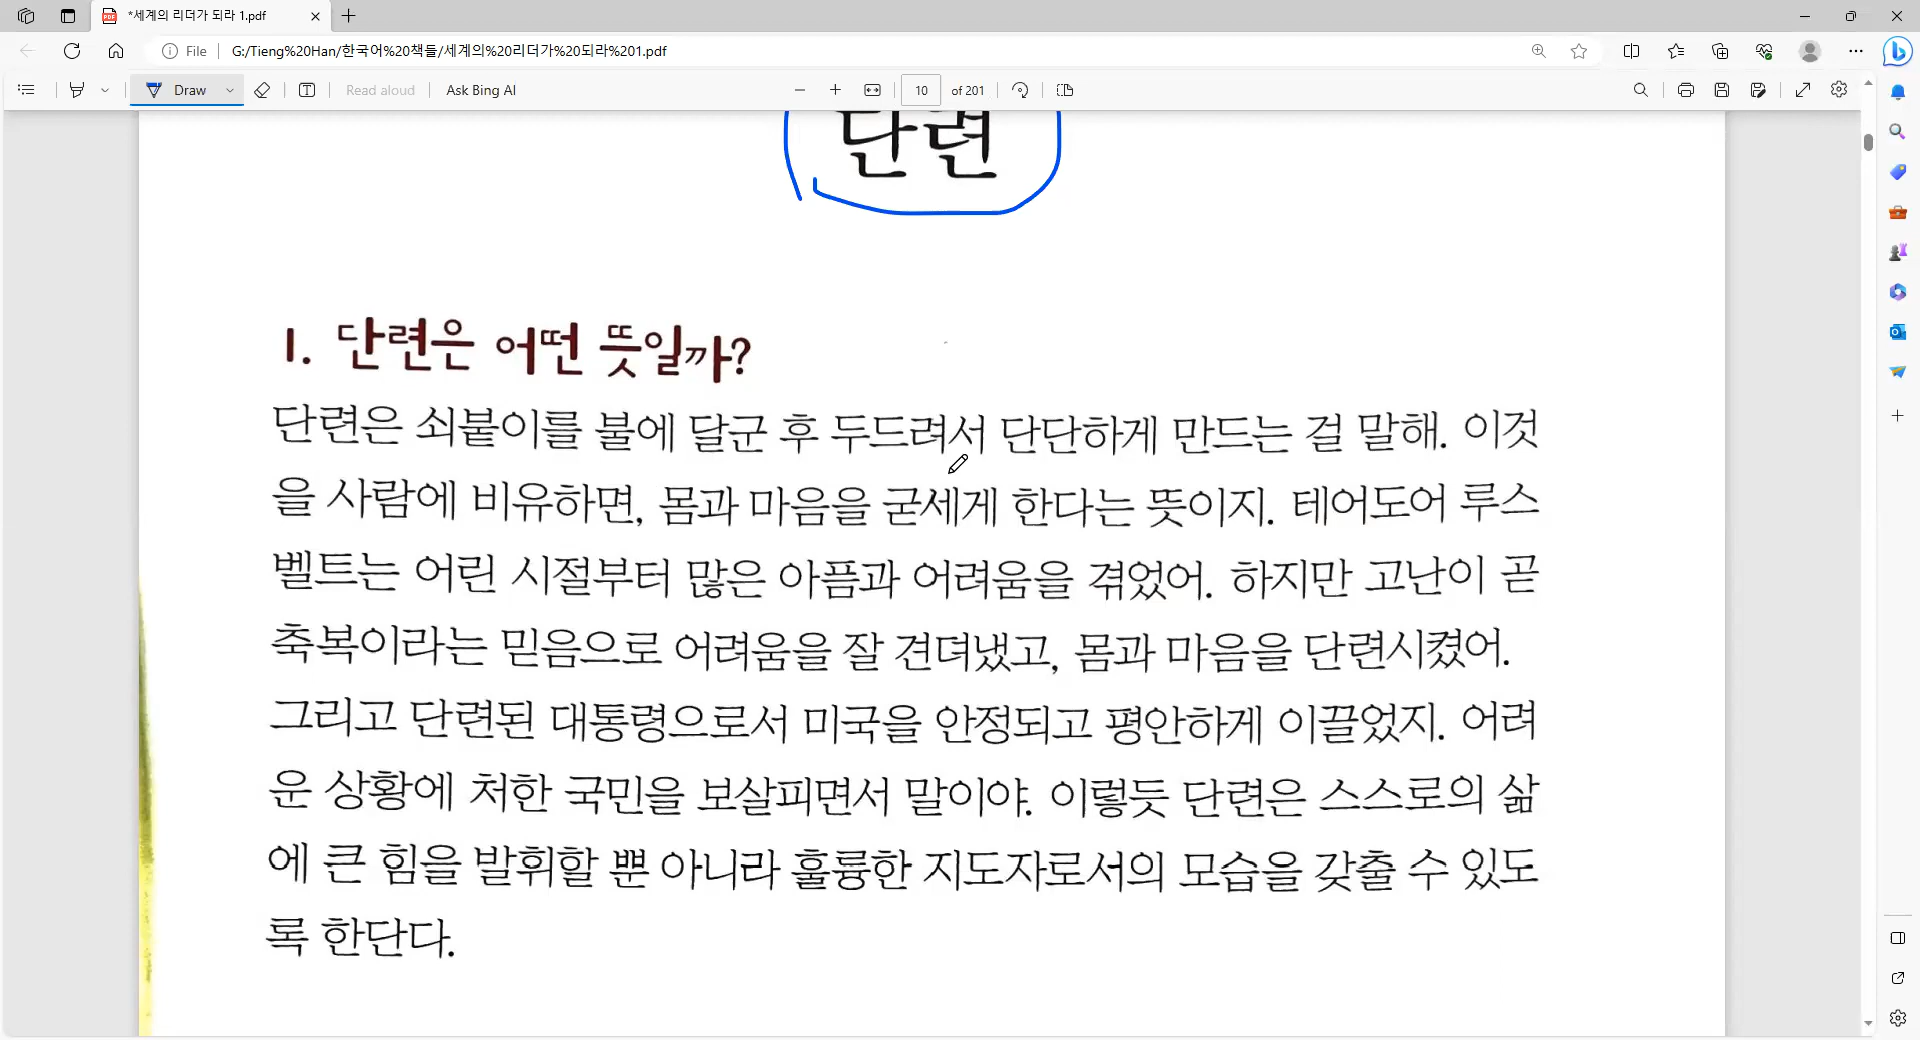 *세계의 리더가 되라 1.pdf
File
G:/Tieng%20Han/한국어%20책들/세계의%20리더가%20되라%201.pdf
Draw
Read aloud
Ask Bing AI
10
of 201
단련
1. 단련은 어떤 뜻일까?
단련은 쇠붙이를 불에 달군 후 두드려서 단단하게 만드는 걸 말해. 이것
을 사람에 비유하면, 몸과 마음을 굳세게 한다는 뜻이지. 테어도어 루스
벨트는 어린 시절부터 많은 아픔과 어려움을 겪었어. 하지만 고난이 곧
축복이라는 믿음으로 어려움을 잘 견뎌냈고, 몸과 마음을 단련시켰어.
그리고 단련된 대통령으로서 미국을 안정되고 평안하게 이끌었지. 어려
운 상황에 처한 국민을 보살피면서 말이야. 이렇듯 단련은 스스로의 삶
에 큰 힘을 발휘할 뿐 아니라 훌륭한 지도자로서의 모습을 갖출 수 있도
록 한단다.